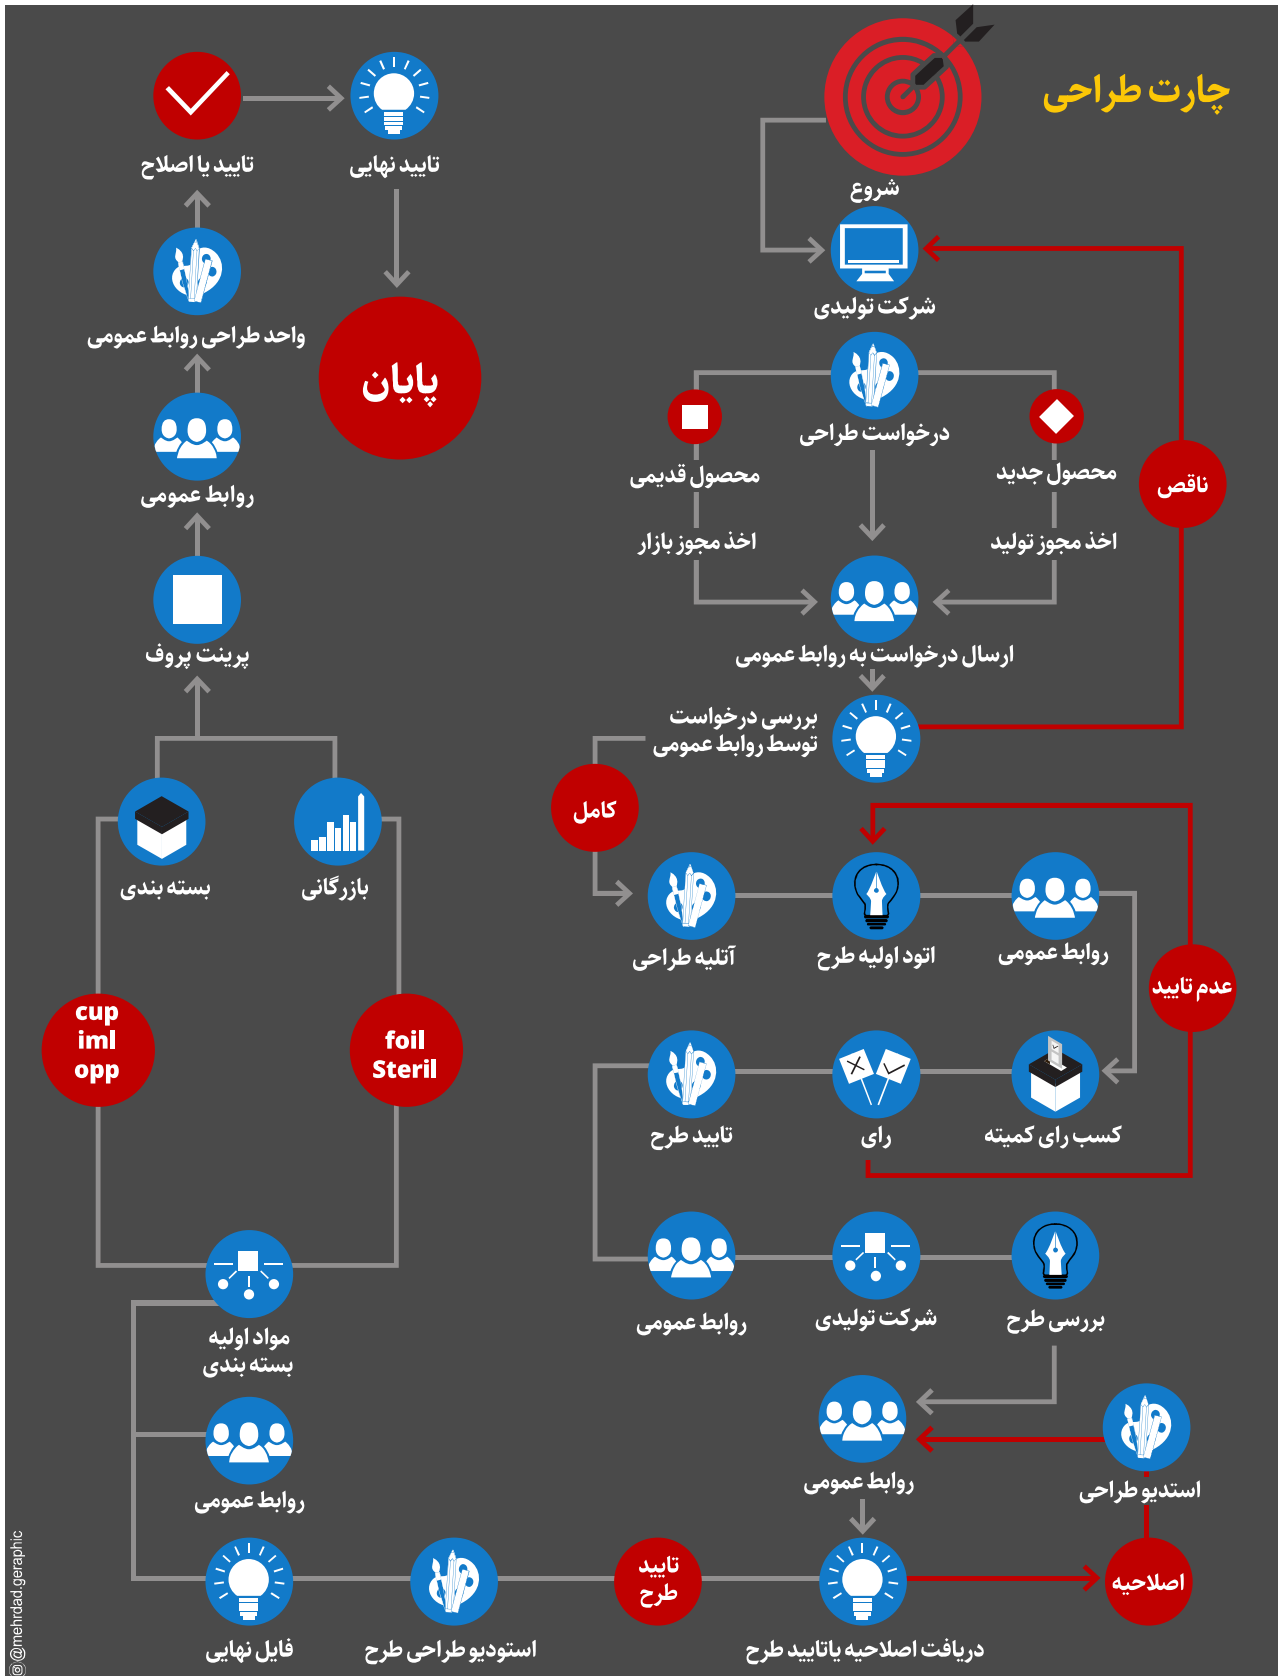 چارت طراحی
شروع
شرکت تولیدی
درخواست طراحی
محصول جدید
محصول قدیمی
ناقص
اخذ مجوز تولید
اخذ مجوز بازار
ارسال درخواست به روابط عمومی
بررسی درخواست
توسط روابط عمومی
کامل
آتلیه طراحی
اتود اولیه طرح
روابط عمومی
عدم تایید
کسب رای کمیته
رای
تایید طرح
روابط عمومی
شرکت تولیدی
بررسی طرح
روابط عمومی
استدیو طراحی
اصلاحیه
دریافت اصلاحیه یاتایید طرح
تایید
طرح
استودیو طراحی طرح
فایل نهایی
روابط عمومی
مواد اولیه
بسته بندی
foil
Steril
cup
iml
opp
بازرگانی
بسته بندی
پرینت پروف
روابط عمومی
واحد طراحی روابط عمومی
تایید یا اصلاح
تایید نهایی
پایان
@mehrdad.geraphic